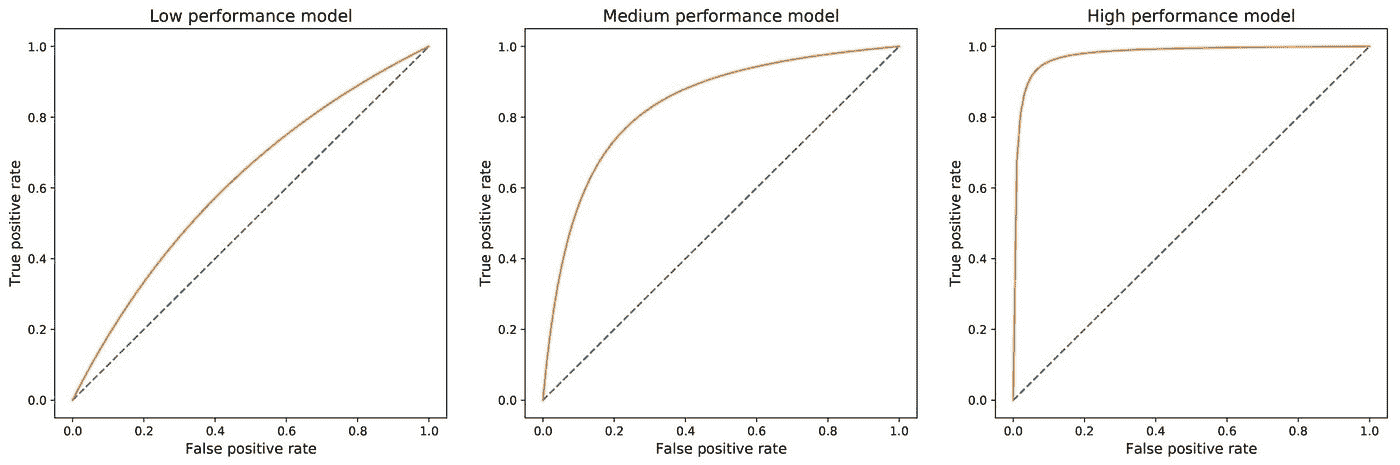 Low performance model
True positive rate
1.0
0.8
0.6
0.4
0.2
0.0
0.0 0.2 0.4 0.6 0.8 1.0
False positive rate
Medium performance model
True positive rate
1.0
0.8
0.6
0.4
0.2
0.0
0.0 0.2 0.4 0.6 0.8 1.0
False positive rate
High performance model
True positive rate
1.0
0.8
0.6
0.4
0.2
0.0
0.0 0.2 0.4 0.6 0.8 1.0
False positive rate